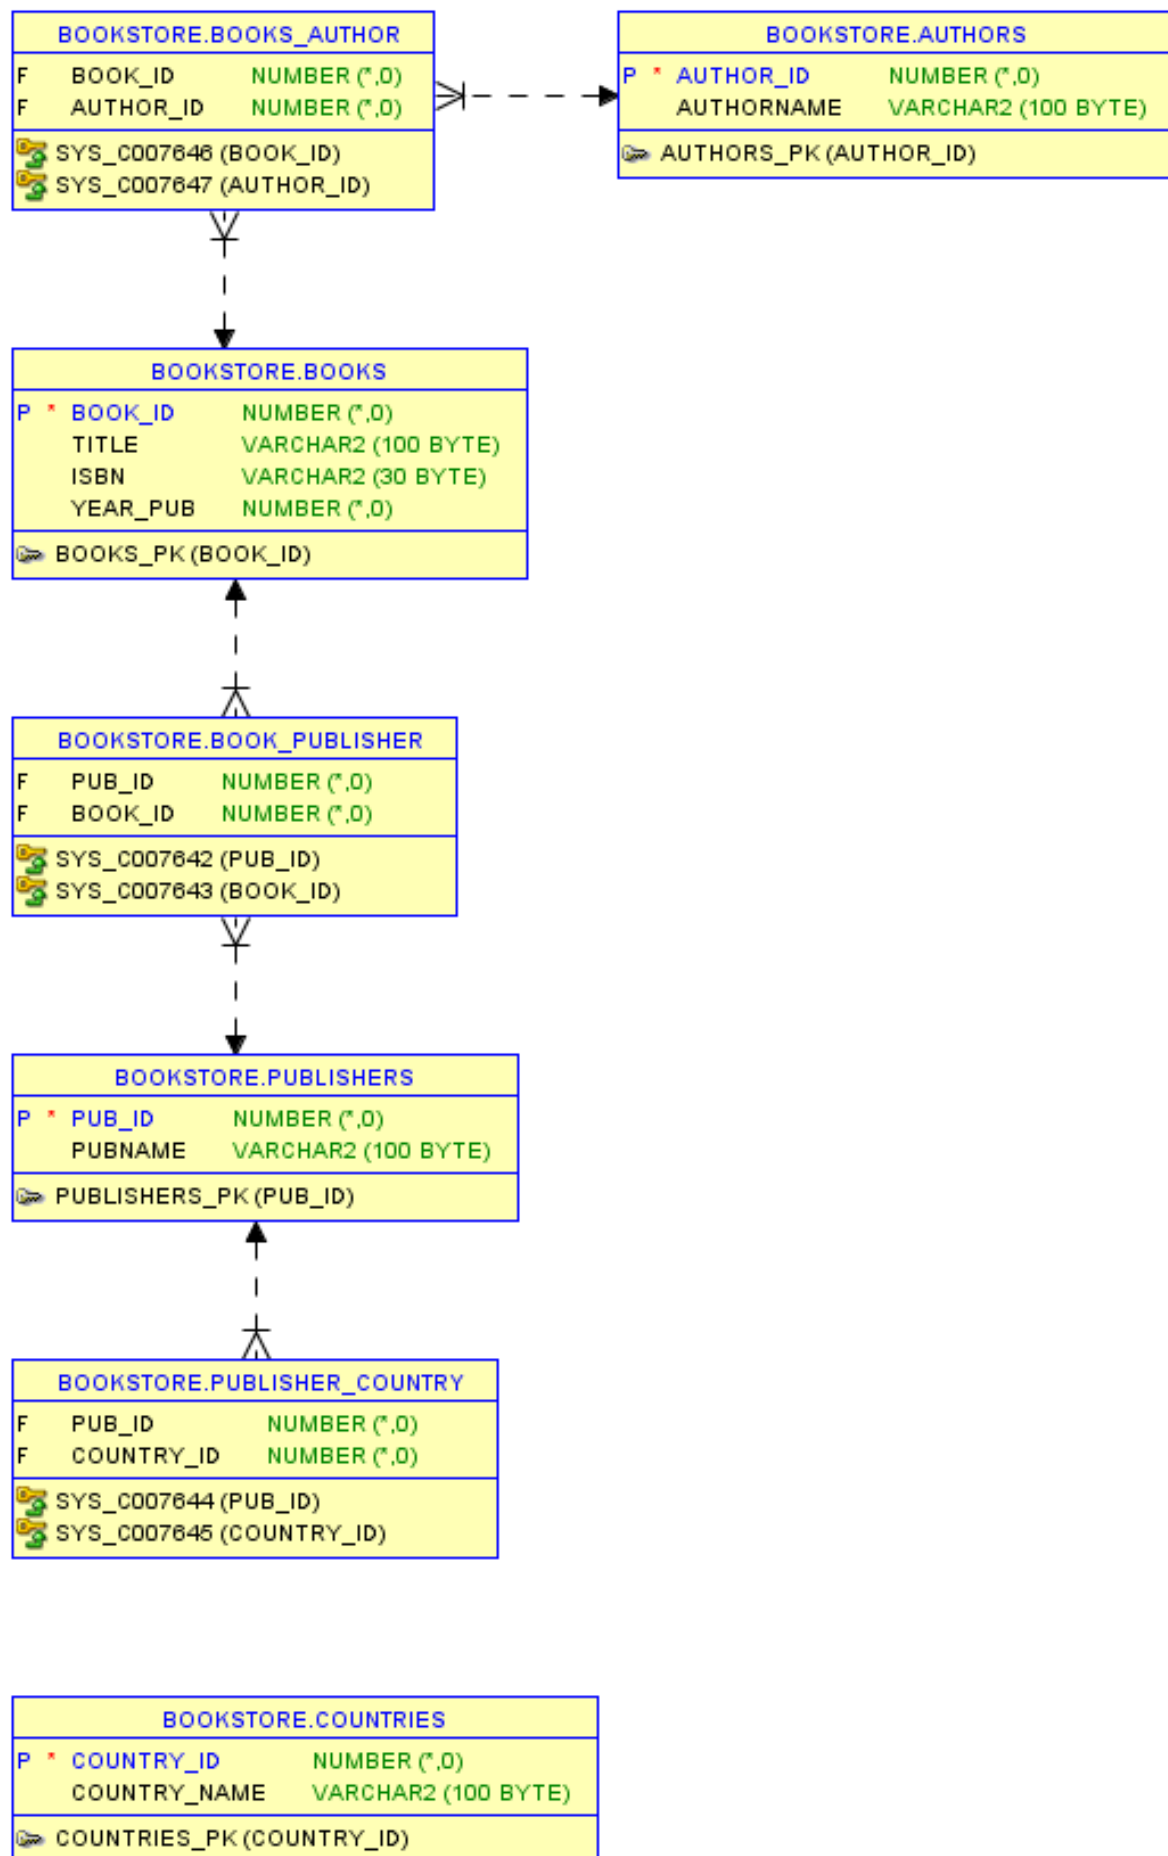 BOOKSTORE.BOOKS_AUTHOR
F BOOK_ID NUMBER (*,0)
F AUTHOR_ID NUMBER (*,0)
SYS_C007646 (BOOK_ID)
SYS_C007647 (AUTHOR_ID)
BOOKSTORE.AUTHORS
P * AUTHOR_ID NUMBER (*,0)
AUTHORNAME VARCHAR2 (100 BYTE)
AUTHORS_PK (AUTHOR_ID)
BOOKSTORE.BOOKS
P * BOOK_ID NUMBER (*,0)
TITLE VARCHAR2 (100 BYTE)
ISBN VARCHAR2 (30 BYTE)
YEAR_PUB NUMBER (*,0)
BOOKS_PK (BOOK_ID)
BOOKSTORE.BOOK_PUBLISHER
F PUB_ID NUMBER (*,0)
F BOOK_ID NUMBER (*,0)
SYS_C007642 (PUB_ID)
SYS_C007643 (BOOK_ID)
BOOKSTORE.PUBLISHERS
P * PUB_ID NUMBER (*,0)
PUBNAME VARCHAR2 (100 BYTE)
PUBLISHERS_PK (PUB_ID)
BOOKSTORE.PUBLISHER_COUNTRY
F PUB_ID NUMBER (*,0)
F COUNTRY_ID NUMBER (*,0)
SYS_C007644 (PUB_ID)
SYS_C007645 (COUNTRY_ID)
BOOKSTORE.COUNTRIES
P * COUNTRY_ID NUMBER (*,0)
COUNTRY_NAME VARCHAR2 (100 BYTE)
COUNTRIES_PK (COUNTRY_ID)